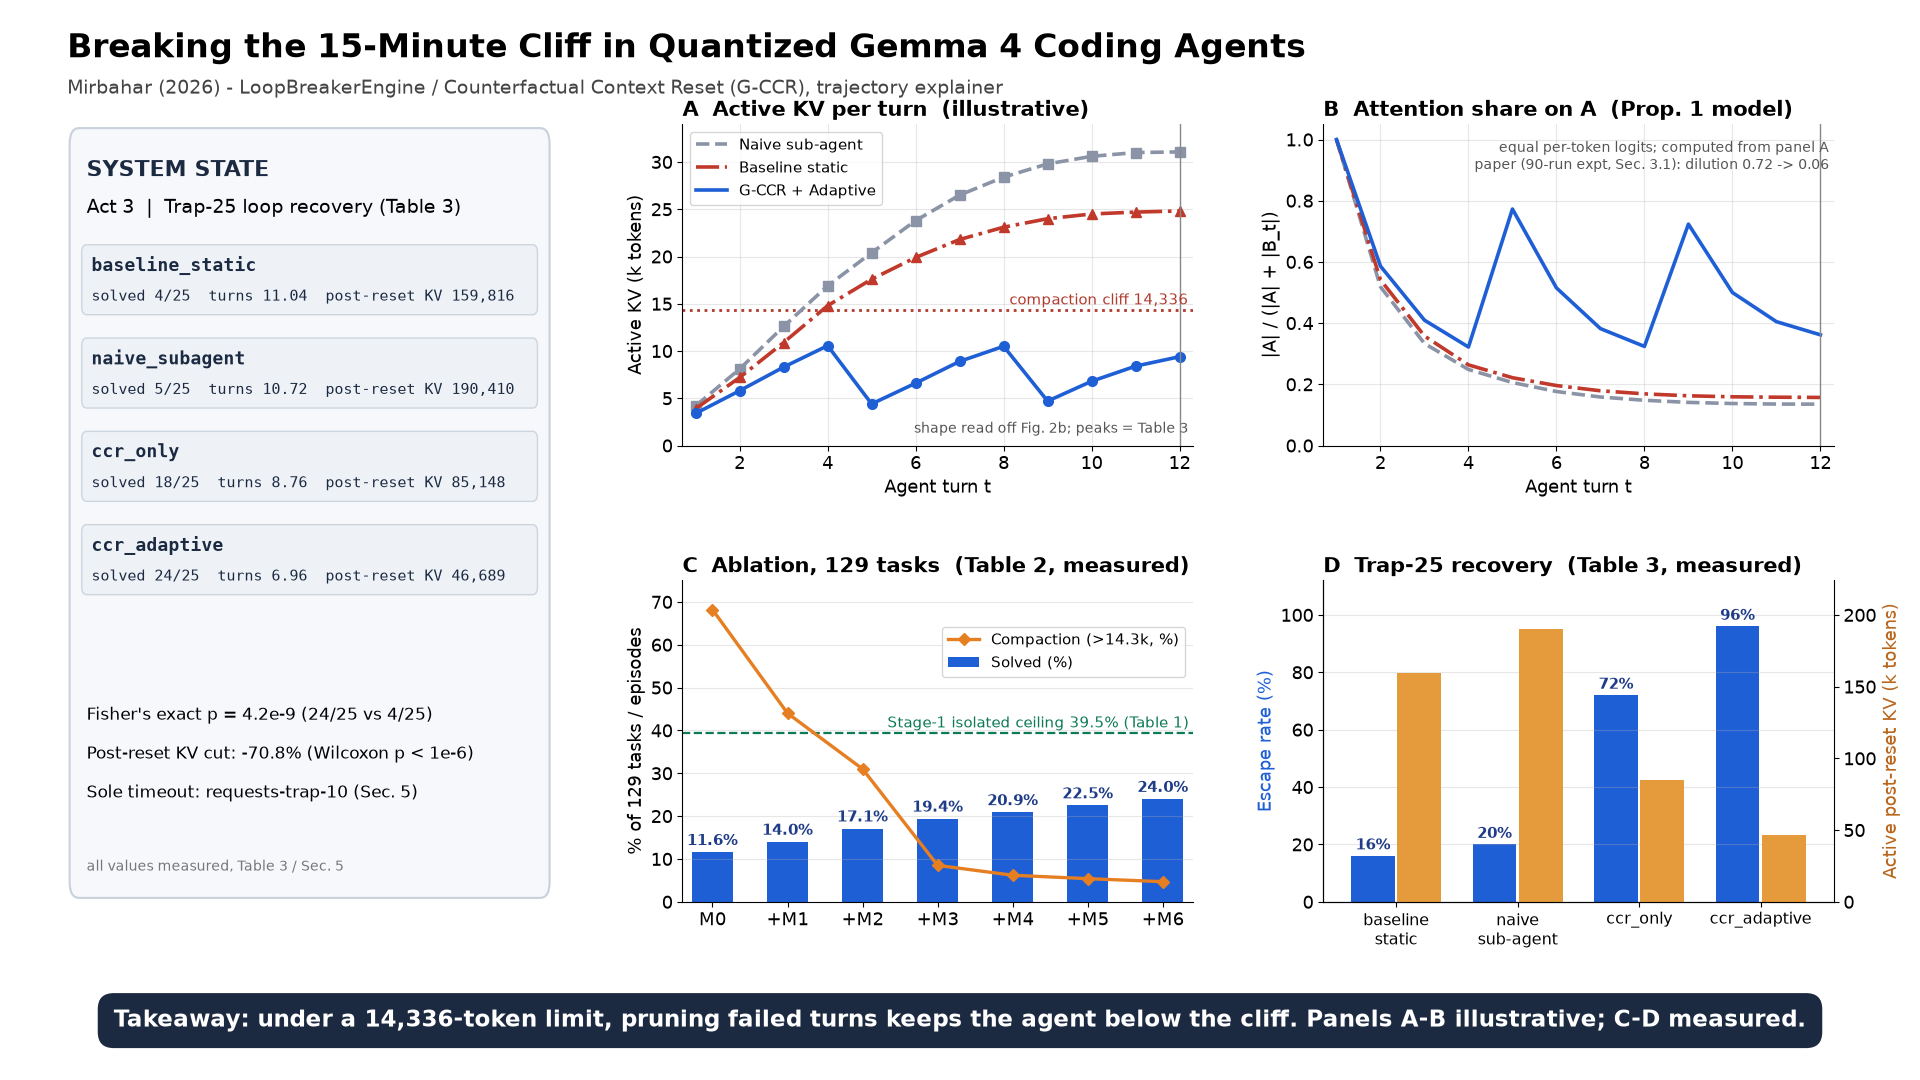 Breaking the 15-Minute Cliff in Quantized Gemma 4 Coding Agents
Mirbahar (2026) - LoopBreakerEngine / Counterfactual Context Reset (G-CCR), trajectory explainer
SYSTEM STATE
Act 3 | Trap-25 loop recovery (Table 3)
baseline_static
solved 4/25 turns 11.04 post-reset KV 159,816
naive_subagent
solved 5/25 turns 10.72 post-reset KV 190,410
ccr_only
solved 18/25 turns 8.76 post-reset KV 85,148
ccr_adaptive
solved 24/25 turns 6.96 post-reset KV 46,689
Fisher's exact p = 4.2e-9 (24/25 vs 4/25)
Post-reset KV cut: -70.8% (Wilcoxon p < 1e-6)
Sole timeout: requests-trap-10 (Sec. 5)
all values measured, Table 3 / Sec. 5
A Active KV per turn (illustrative)
Naive sub-agent
Baseline static
G-CCR + Adaptive
compaction cliff 14,336
shape read off Fig. 2b; peaks = Table 3
Active KV (k tokens)
30
25
20
15
10
5
0
2 4 6 8 10 12
Agent turn t
B Attention share on A (Prop. 1 model)
equal per-token logits; computed from panel A
paper (90-run expt, Sec. 3.1): dilution 0.72 -> 0.06
|A| / (|A| + |B_t|)
1.0
0.8
0.6
0.4
0.2
0.0
2 4 6 8 10 12
Agent turn t
C Ablation, 129 tasks (Table 2, measured)
Compaction (>14.3k, %)
Solved (%)
Stage-1 isolated ceiling 39.5% (Table 1)
% of 129 tasks / episodes
70
60
50
40
30
20
10
0
11.6% 14.0% 17.1% 19.4% 20.9% 22.5% 24.0%
M0 +M1 +M2 +M3 +M4 +M5 +M6
D Trap-25 recovery (Table 3, measured)
Escape rate (%)
100
80
60
40
20
0
16% 20% 72% 96%
200
150
100
50
0
Active post-reset KV (k tokens)
baseline
static
naive
sub-agent
ccr_only
ccr_adaptive
Takeaway: under a 14,336-token limit, pruning failed turns keeps the agent below the cliff. Panels A-B illustrative; C-D measured.